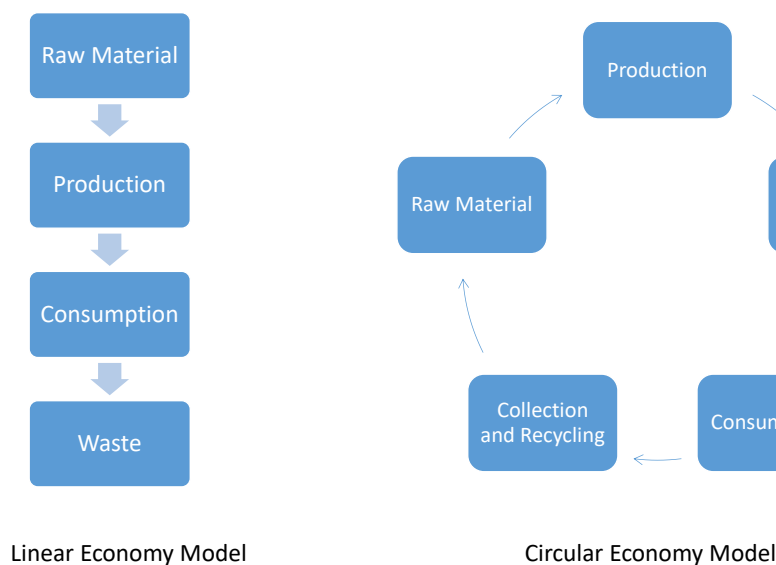 Raw Material
Production
Consumption
Waste
Linear Economy Model
Production
Raw Material
Collection
and Recycling
Circular Economy Model